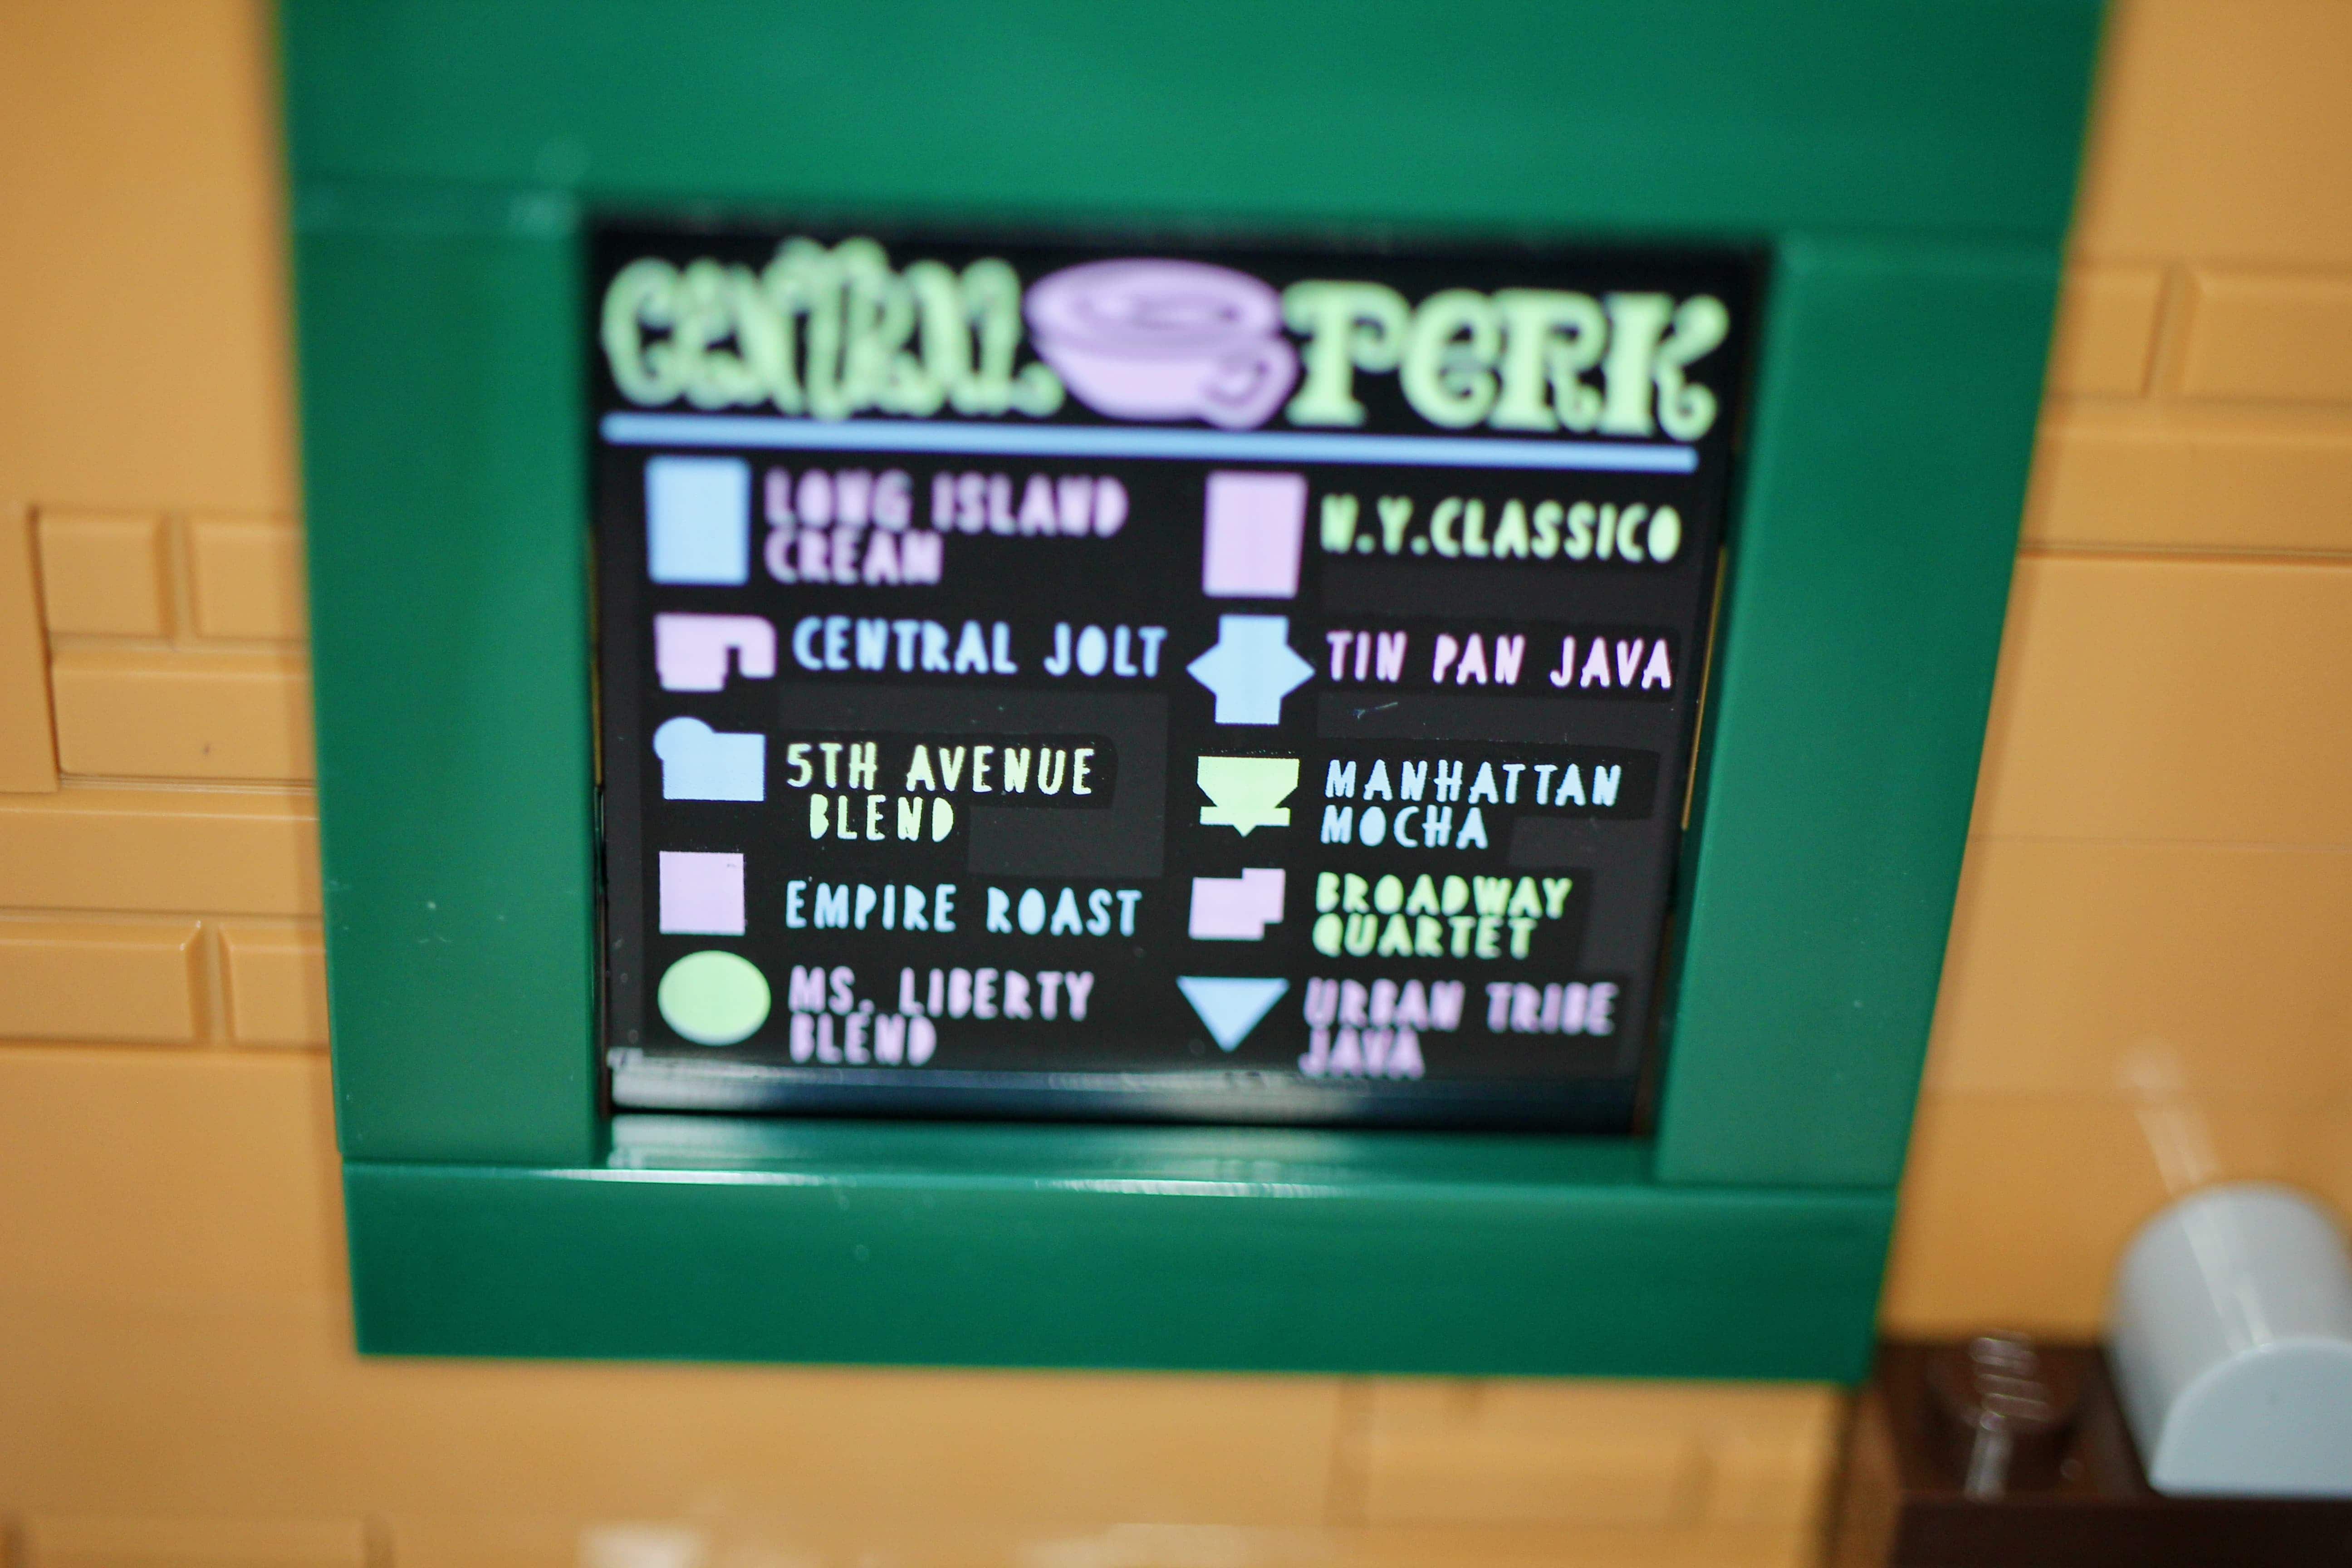 CENTRAL PERK
LONG ISLAND
CREAM
CENTRAL JOLT
5TH AVENUE
BLEND
EMPIRE ROAST
MS. LIBERTY
BLEND
N.Y.CLASSICO
TIN PAN JAVA
MANHATTAN
MOCHA
BROADWAY
QUARTET
URBAN TRIBE
JAVA